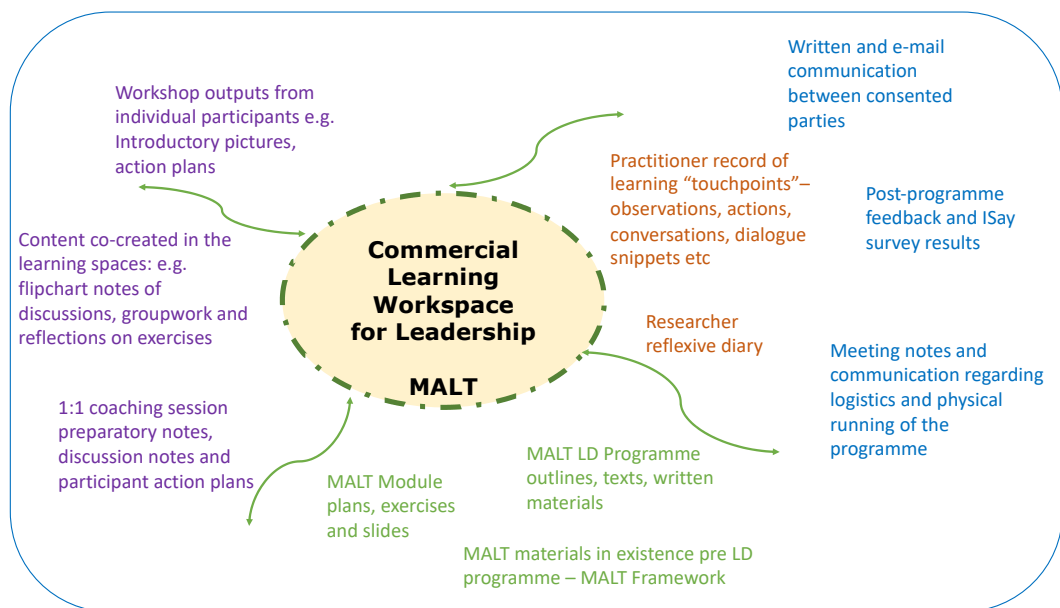 Workshop outputs from
individual participants e.g.
Introductory pictures,
action plans
Content co-created in the
learning spaces: e.g.
flipchart notes of
discussions, groupwork and
reflections on exercises
1:1 coaching session
preparatory notes,
discussion notes and
participant action plans
Commercial
Learning
Workspace
for Leadership
MALT
MALT Module
plans, exercises
and slides
MALT LD Programme
outlines, texts, written
materials
MALT materials in existence pre LD
programme – MALT Framework
Practitioner record of
learning “touchpoints”–
observations, actions,
conversations, dialogue
snippets etc
Researcher
reflexive diary
Written and e-mail
communication
between consented
parties
Post-programme
feedback and ISay
survey results
Meeting notes and
communication regarding
logistics and physical
running of the
programme